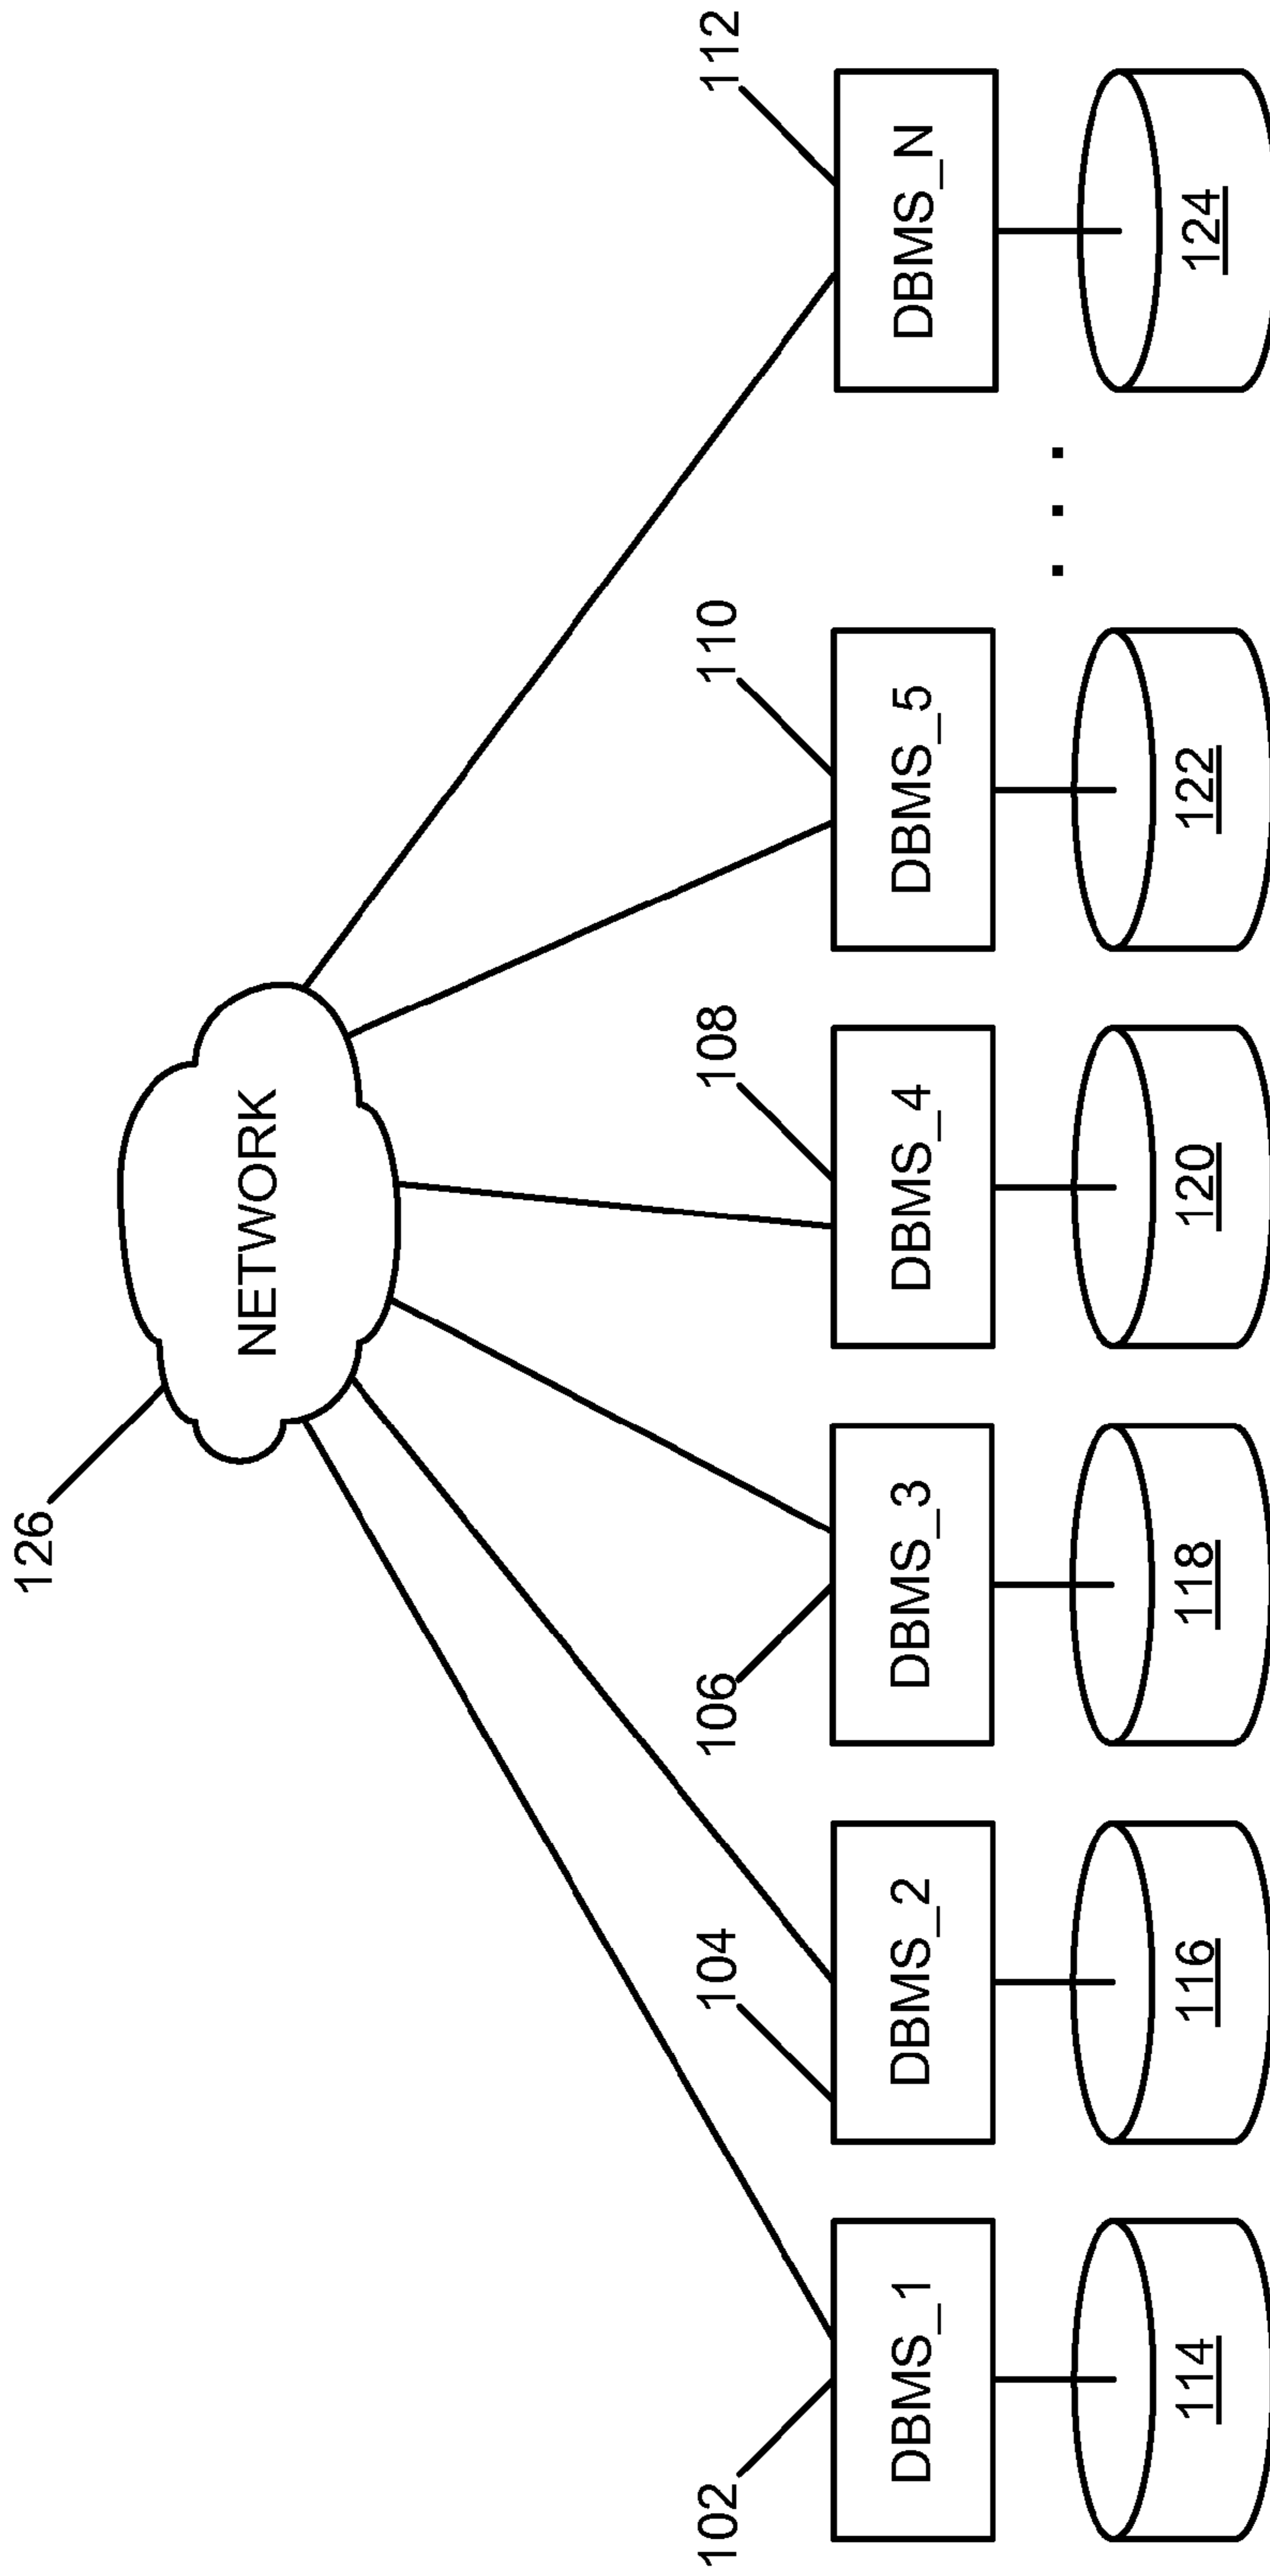 126
NETWORK
102
104
106
108
110
112
DBMS_1
DBMS_2
DBMS_3
DBMS_4
DBMS_5
. . .
DBMS_N
114
116
118
120
122
124